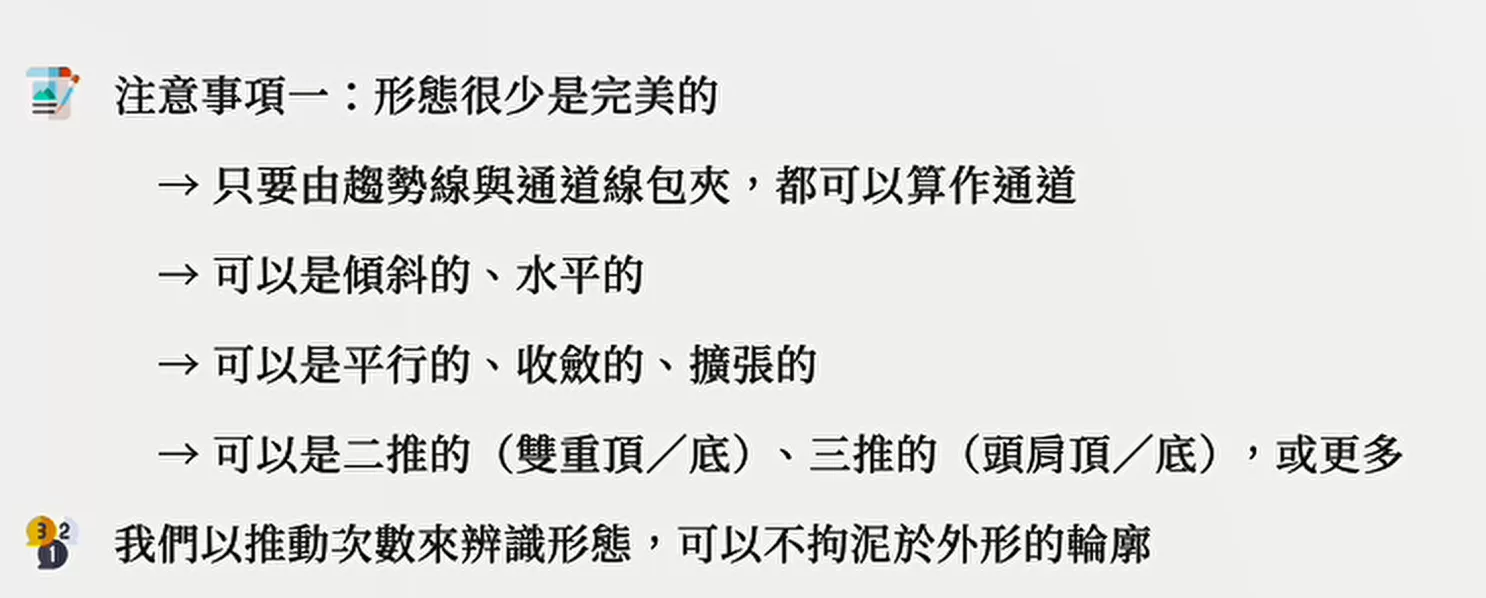 注意事項一：形態很少是完美的
→ 只要由趨勢線與通道線包夾，都可以算作通道
→ 可以是傾斜的、水平的
→ 可以是平行的、收斂的、擴張的
→ 可以是二推的（雙重頂／底）、三推的（頭肩頂／底），或更多
3 2 1
我們以推動次數來辨識形態，可以不拘泥於外形的輪廓